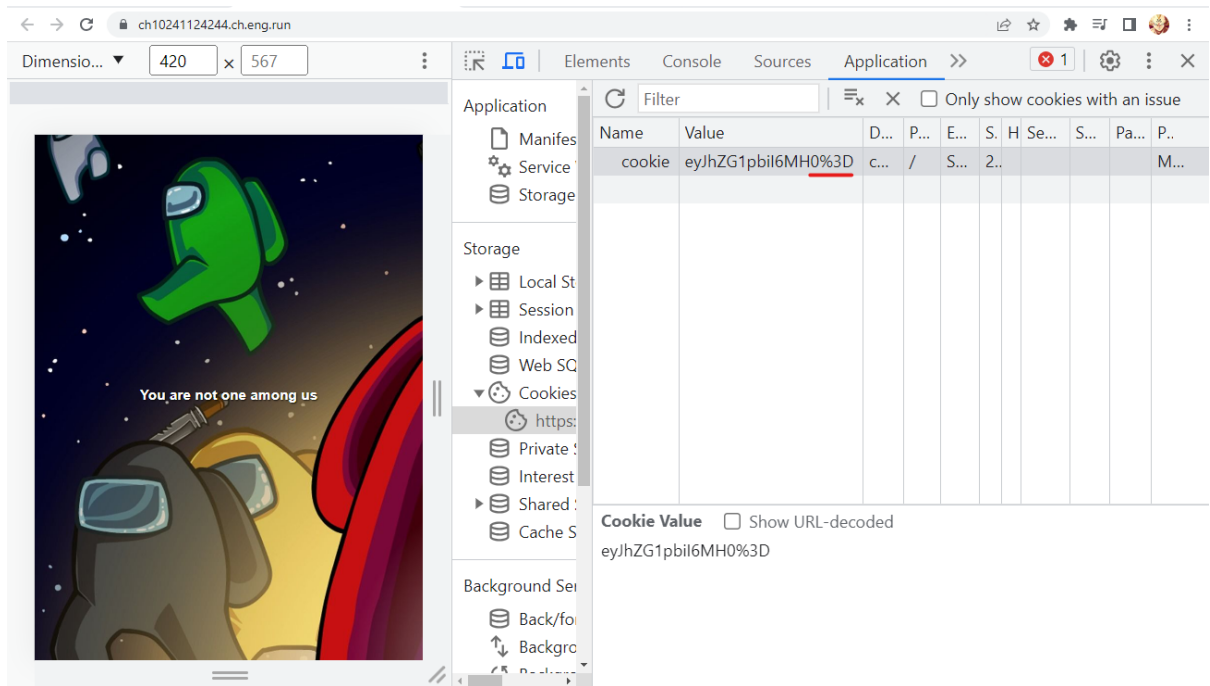 ch10241124244.ch.eng.run
Dimensio... ▼ 420 × 567
Elements Console Sources Application >> 1
Application
Manifes
Service
Storage
Storage
Local St
Session
Indexed
Web SQ
Cookies
https:
Private
Interest
Shared
Cache S
Background Ser
Back/fo
Backgro
Filter Only show cookies with an issue
Name Value D... P... E... S. H Se... S... Pa... P..
cookie eyJhZG1pbiI6MH0%3D c... / S... 2.. M...
Cookie Value Show URL-decoded
eyJhZG1pbiI6MH0%3D
You are not one among us